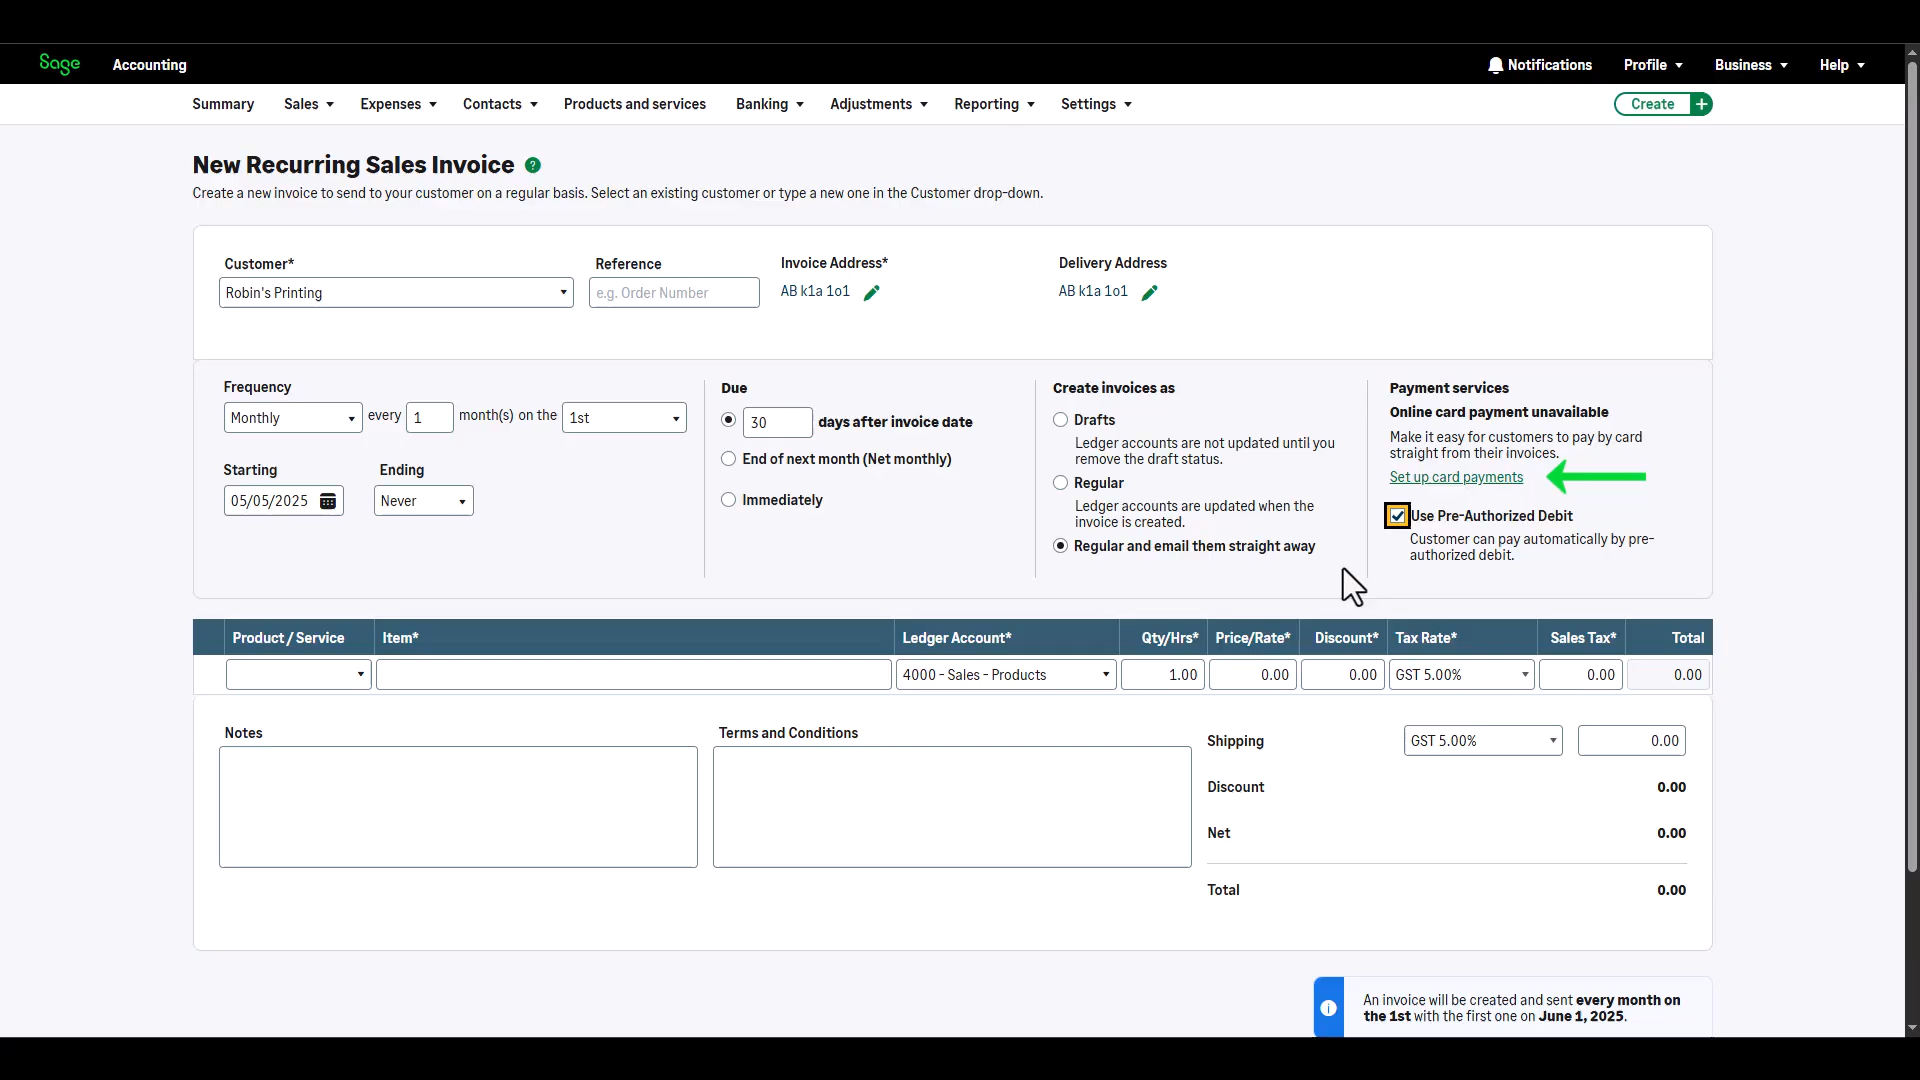 Sage Accounting Notifications Profile Business Help
Summary Sales Expenses Contacts Products and services Banking Adjustments Reporting Settings Create +
New Recurring Sales Invoice ?
Create a new invoice to send to your customer on a regular basis. Select an existing customer or type a new one in the Customer drop-down.
Customer* Reference Invoice Address* Delivery Address
Robin's Printing e.g. Order Number AB k1a 1o1 AB k1a 1o1
Frequency
Monthly every 1 month(s) on the 1st
Starting Ending
05/05/2025 Never
Due
30 days after invoice date
End of next month (Net monthly)
Immediately
Create invoices as
Drafts
Ledger accounts are not updated until you
remove the draft status.
Regular
Ledger accounts are updated when the
invoice is created.
Regular and email them straight away
Payment services
Online card payment unavailable
Make it easy for customers to pay by card
straight from their invoices.
Set up card payments
Use Pre-Authorized Debit
Customer can pay automatically by pre-
authorized debit.
Product / Service Item* Ledger Account* Qty/Hrs* Price/Rate* Discount* Tax Rate* Sales Tax* Total
4000 - Sales - Products 1.00 0.00 0.00 GST 5.00% 0.00 0.00
Notes Terms and Conditions
Shipping GST 5.00% 0.00
Discount 0.00
Net 0.00
Total 0.00
An invoice will be created and sent every month on
the 1st with the first one on June 1, 2025.